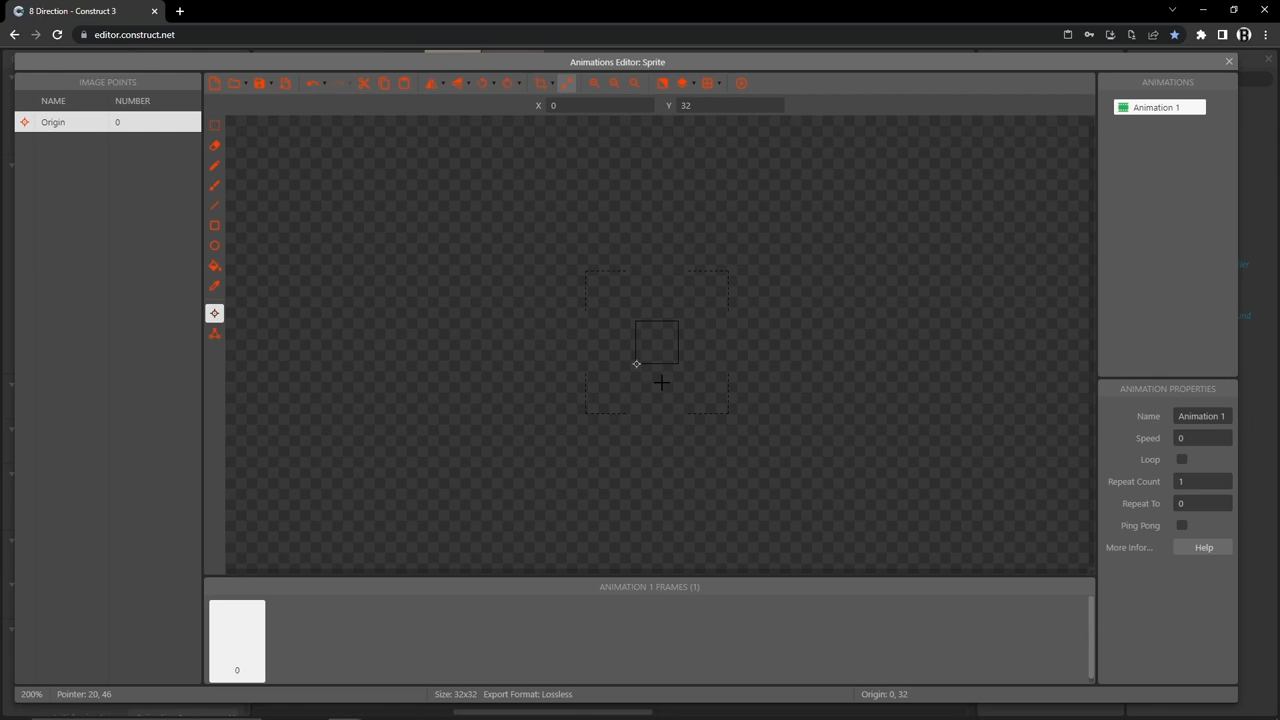 8 Direction - Construct 3
editor.construct.net
Animations Editor: Sprite
IMAGE POINTS
NAME NUMBER
Origin 0
X 0 Y 32
ANIMATIONS
Animation 1
ANIMATION PROPERTIES
Name Animation 1
Speed 0
Loop
Repeat Count 1
Repeat To 0
Ping Pong
More Infor... Help
ANIMATION 1 FRAMES (1)
0
200% Pointer: 20, 46 Size: 32x32 Export Format: Lossless Origin: 0, 32